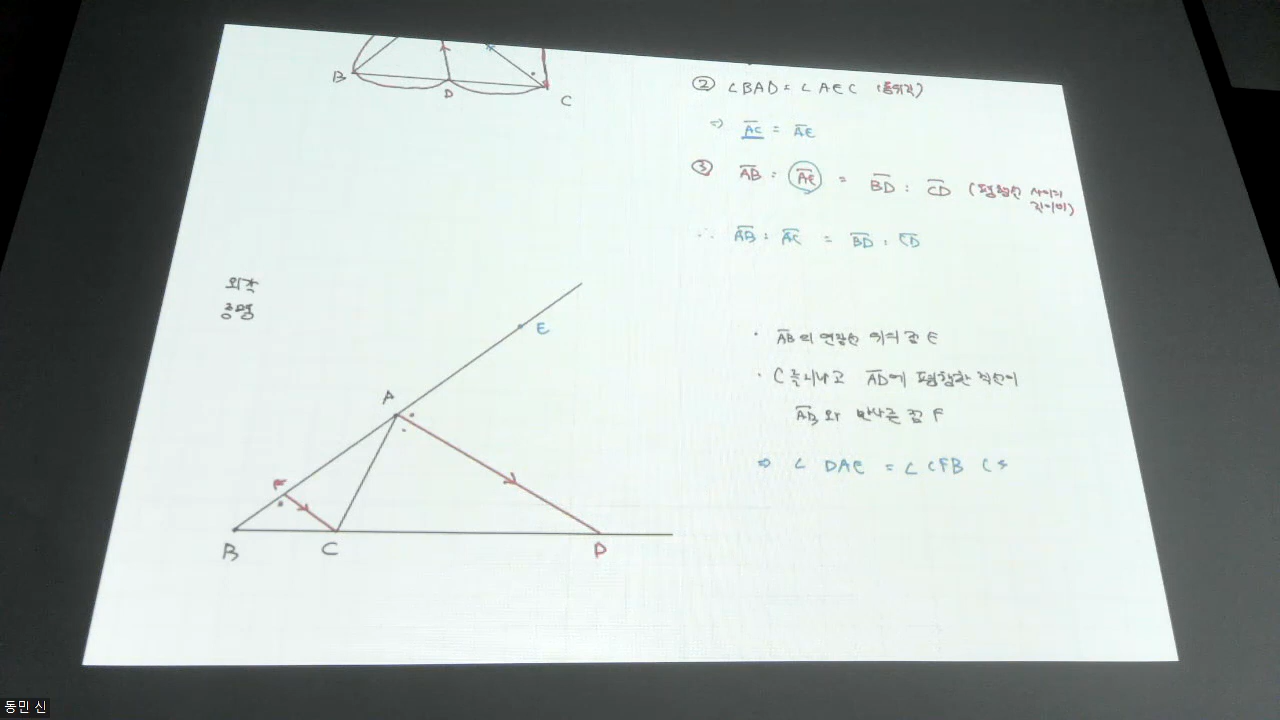 B
D
C
② ∠BAD = ∠AEC (동위각)
⇒ AC = AE
③ AB : AE = BD : CD (평행선 사이의
길이비)
∴ AB : AC = BD : CD
외각
증명
E
A
F
B
C
D
· AB의 연장선 위의 점 E
· C를 지나고 AD에 평행한 직선이
AB와 만나는 점 F
⇒ ∠DAE = ∠CFB (
동민 신